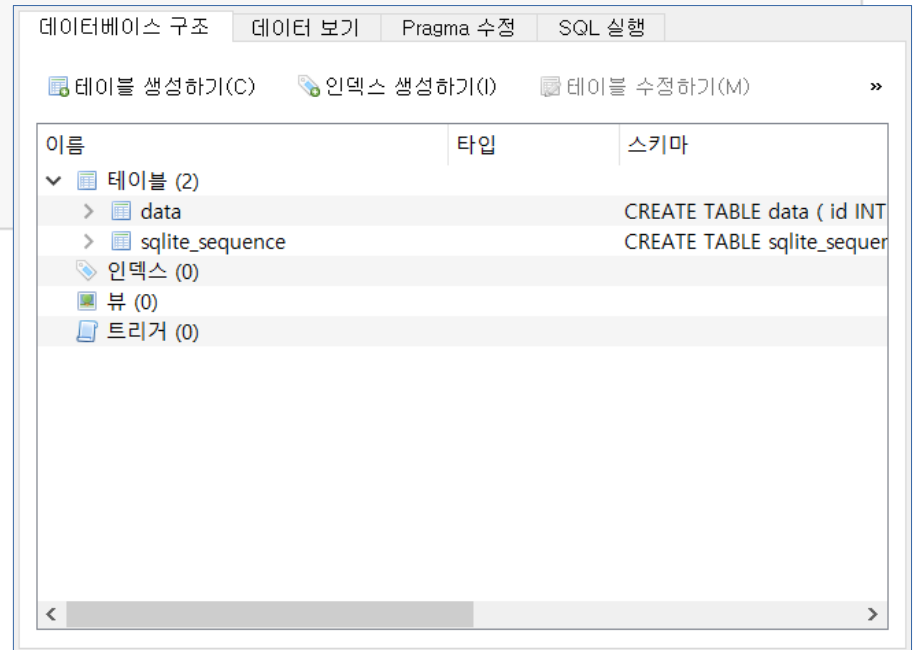 데이터베이스 구조 데이터 보기 Pragma 수정 SQL 실행
테이블 생성하기(C) 인덱스 생성하기(I) 테이블 수정하기(M) »
이름 타입 스키마
테이블 (2)
data CREATE TABLE data ( id INT
sqlite_sequence CREATE TABLE sqlite_sequer
인덱스 (0)
뷰 (0)
트리거 (0)